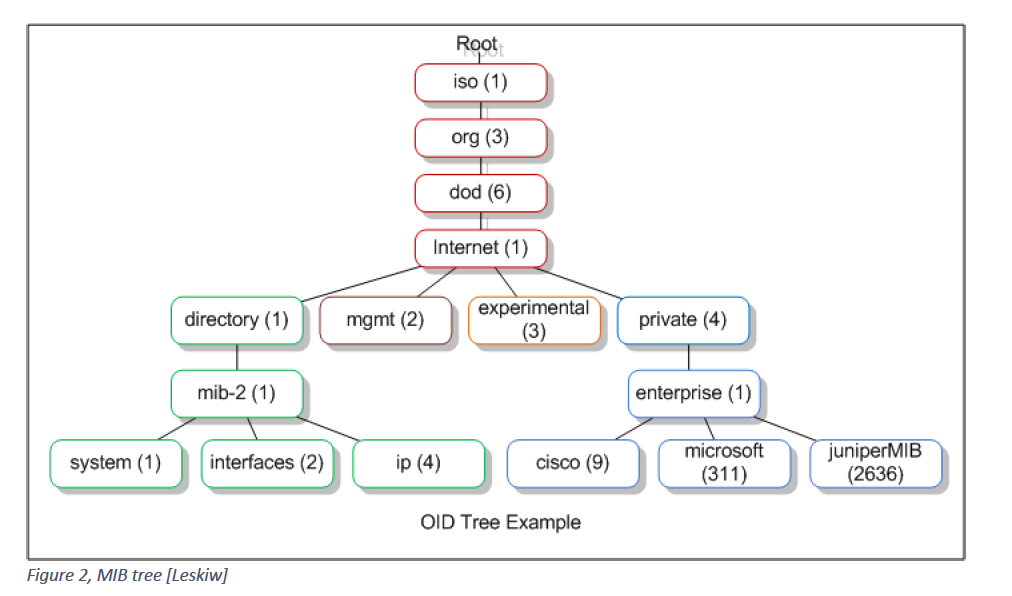 Root
Root
iso (1)
org (3)
dod (6)
Internet (1)
directory (1)
mgmt (2)
experimental
(3)
private (4)
mib-2 (1)
enterprise (1)
system (1)
interfaces (2)
ip (4)
cisco (9)
microsoft
(311)
juniperMIB
(2636)
OID Tree Example
Figure 2, MIB tree [Leskiw]